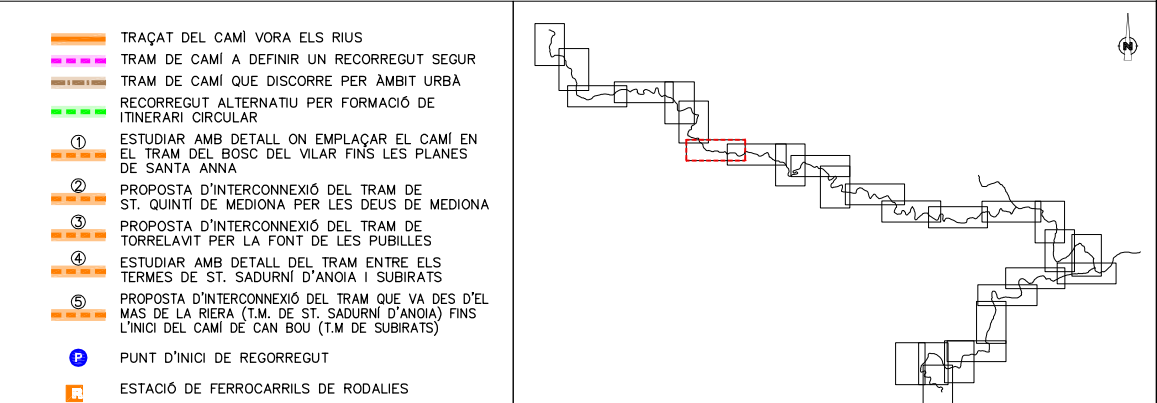 TRAÇAT DEL CAMÌ VORA ELS RIUS
TRAM DE CAMÍ A DEFINIR UN RECORREGUT SEGUR
TRAM DE CAMÍ QUE DISCORRE PER ÀMBIT URBÀ
RECORREGUT ALTERNATIU PER FORMACIÓ DE
ITINERARI CIRCULAR
① ESTUDIAR AMB DETALL ON EMPLAÇAR EL CAMÍ EN
EL TRAM DEL BOSC DEL VILAR FINS LES PLANES
DE SANTA ANNA
② PROPOSTA D'INTERCONNEXIÓ DEL TRAM DE
ST. QUINTÍ DE MEDIONA PER LES DEUS DE MEDIONA
③ PROPOSTA D'INTERCONNEXIÓ DEL TRAM DE
TORRELAVIT PER LA FONT DE LES PUBILLES
④ ESTUDIAR AMB DETALL DEL TRAM ENTRE ELS
TERMES DE ST. SADURNÍ D'ANOIA I SUBIRATS
⑤ PROPOSTA D'INTERCONNEXIÓ DEL TRAM QUE VA DES D'EL
MAS DE LA RIERA (T.M. DE ST. SADURNÍ D'ANOIA) FINS
L'INICI DEL CAMÍ DE CAN BOU (T.M DE SUBIRATS)
P PUNT D'INICI DE REGORREGUT
R ESTACIÓ DE FERROCARRILS DE RODALIES
N